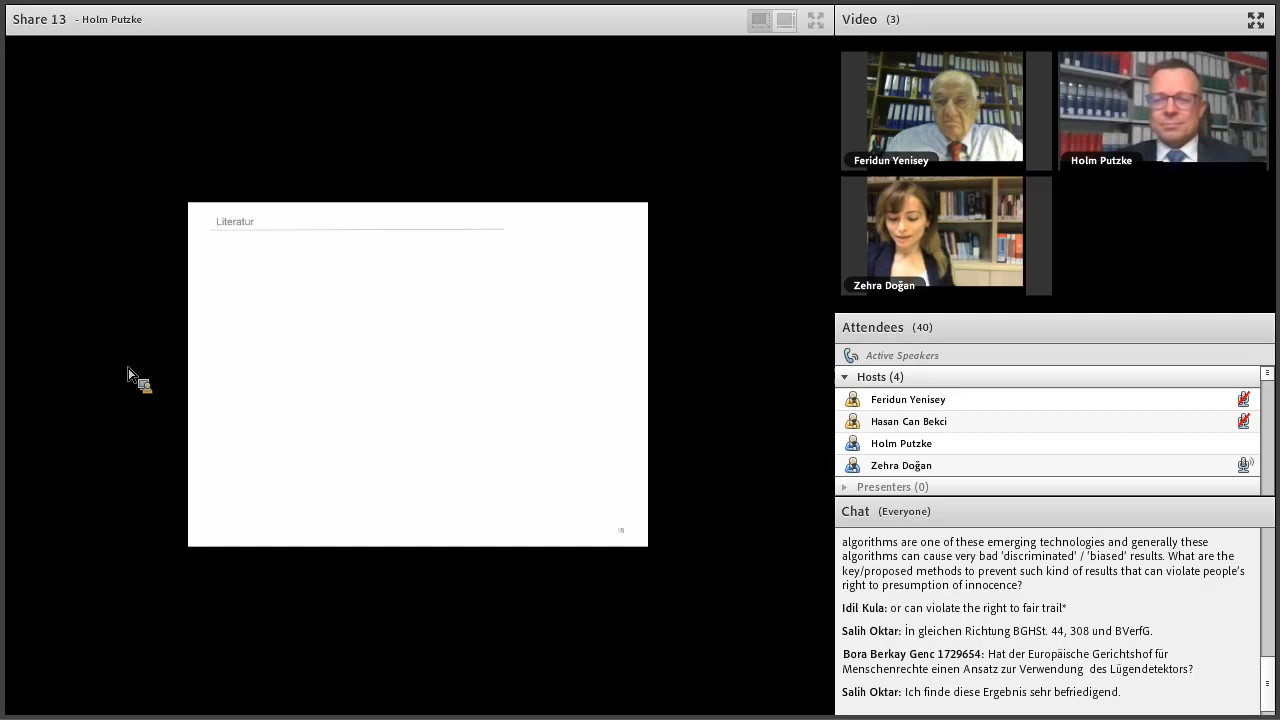 Share 13 - Holm Putzke
Video (3)
Feridun Yenisey
Holm Putzke
Zehra Doğan
Literatur
18
Attendees (40)
Active Speakers
Hosts (4)
Feridun Yenisey
Hasan Can Bekci
Holm Putzke
Zehra Doğan
Presenters (0)
Chat (Everyone)
algorithms are one of these emerging technologies and generally these
algorithms can cause very bad ‘discriminated’ / ‘biased’ results. What are the
key/proposed methods to prevent such kind of results that can violate people’s
right to presumption of innocence?
Idil Kula: or can violate the right to fair trail*
Salih Oktar: İn gleichen Richtung BGHSt. 44, 308 und BVerfG.
Bora Berkay Genc 1729654: Hat der Europäische Gerichtshof für
Menschenrechte einen Ansatz zur Verwendung des Lügendetektors?
Salih Oktar: Ich finde diese Ergebnis sehr befriedigend.